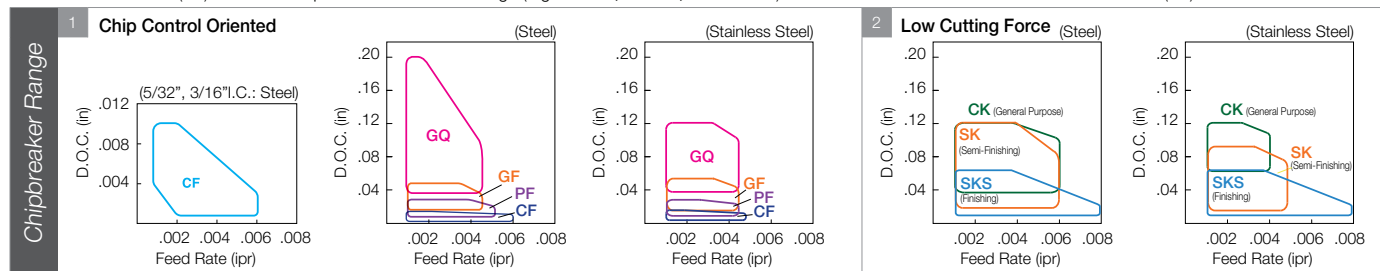 Chipbreaker Range
1 Chip Control Oriented
(5/32”, 3/16”I.C.: Steel)
D.O.C. (in)
.012
.008
.004
CF
.002 .004 .006 .008
Feed Rate (ipr)
(Steel)
D.O.C. (in)
.20
.16
.12
.08
.04
GQ
GF
PF
CF
.002 .004 .006 .008
Feed Rate (ipr)
(Stainless Steel)
D.O.C. (in)
.20
.16
.12
.08
.04
GQ
GF
PF
CF
.002 .004 .006 .008
Feed Rate (ipr)
2 Low Cutting Force (Steel)
D.O.C. (in)
.20
.16
.12
.08
.04
CK (General Purpose)
SK
(Semi-Finishing)
SKS
(Finishing)
.002 .004 .006 .008
Feed Rate (ipr)
(Stainless Steel)
D.O.C. (in)
.20
.16
.12
.08
.04
CK (General Purpose)
SK
(Semi-Finishing)
SKS
(Finishing)
.002 .004 .006 .008
Feed Rate (ipr)